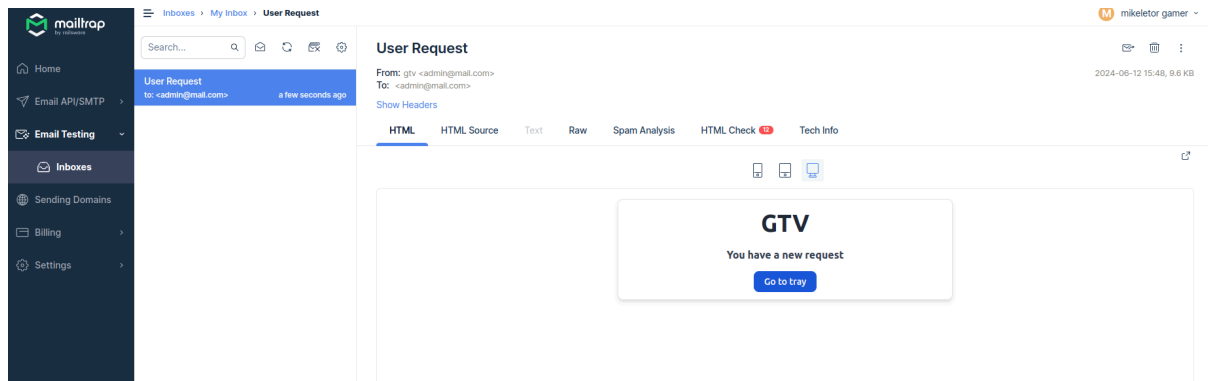 mailtrap
by railsware
Home
Email API/SMTP
Email Testing
Inboxes
Sending Domains
Billing
Settings
Inboxes › My Inbox › User Request
M mikeletor gamer
Search...
User Request
to: <admin@mail.com> a few seconds ago
User Request
From: gtv <admin@mail.com>
To: <admin@mail.com>
2024-06-12 15:48, 9.6 KB
Show Headers
HTML HTML Source Text Raw Spam Analysis HTML Check 12 Tech Info
GTV
You have a new request
Go to tray